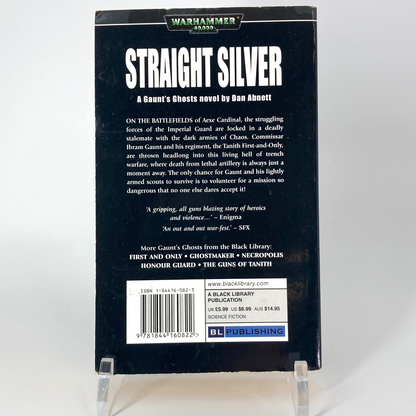 WARHAMMER
40,000
STRAIGHT SILVER
A Gaunt's Ghosts novel by Dan Abnett
ON THE BATTLEFIELDS of Aexe Cardinal, the struggling
forces of the Imperial Guard are locked in a deadly
stalemate with the dark armies of Chaos. Commissar
Ibram Gaunt and his regiment, the Tanith First-and-Only,
are thrown headlong into this living hell of trench
warfare, where death from lethal artillery is always just a
moment away. The only chance for Gaunt and his lightly
armed scouts to survive is to volunteer for a mission so
dangerous that no one else dares accept it!
'A gripping, all guns blazing story of heroics
and violence...' – Enigma
'An out and out war-fest.' – SFX
More Gaunt's Ghosts from the Black Library:
FIRST AND ONLY • GHOSTMAKER • NECROPOLIS
HONOUR GUARD • THE GUNS OF TANITH
ISBN 1-84416-082-3
9 781844 160822
www.blacklibrary.com
A BLACK LIBRARY
PUBLICATION
UK £5.99 US $6.99 AUS $14.95
SCIENCE FICTION
BL PUBLISHING